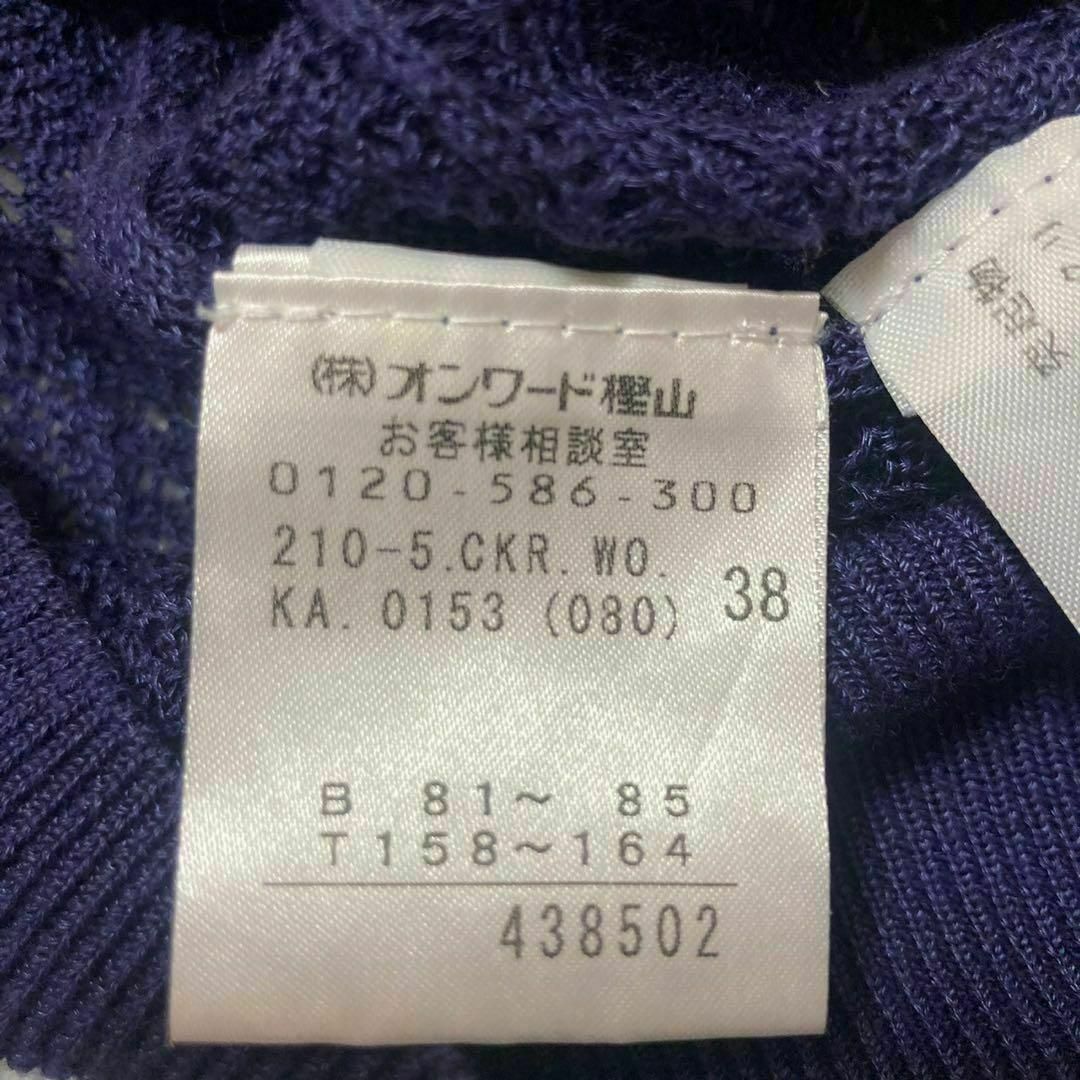 (株)オンワード樫山
お客様相談室
0120-586-300
210-5.CKR.WO.
KA.0153 (080) 38
B 81~ 85
T158~164
438502